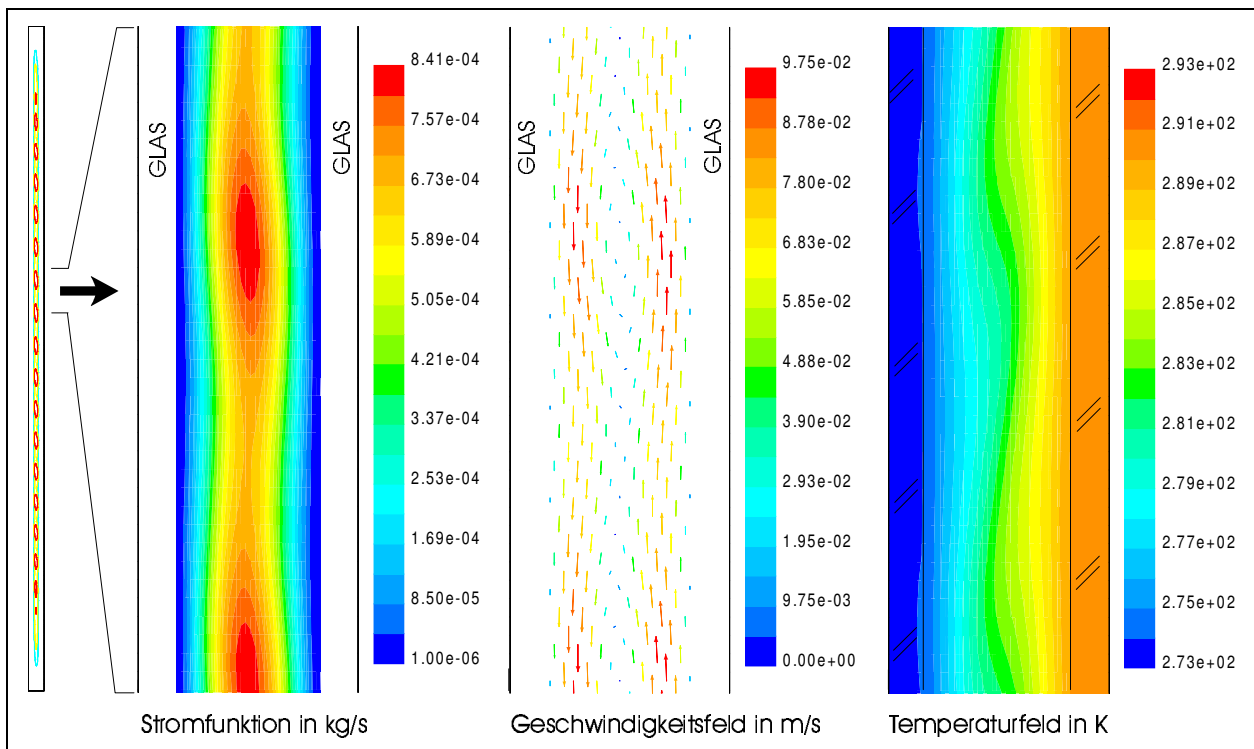 GLAS
GLAS
8.41e-04
7.57e-04
6.73e-04
5.89e-04
5.05e-04
4.21e-04
3.37e-04
2.53e-04
1.69e-04
8.50e-05
1.00e-06
Stromfunktion in kg/s
GLAS
GLAS
9.75e-02
8.78e-02
7.80e-02
6.83e-02
5.85e-02
4.88e-02
3.90e-02
2.93e-02
1.95e-02
9.75e-03
0.00e+00
Geschwindigkeitsfeld in m/s
2.93e+02
2.91e+02
2.89e+02
2.87e+02
2.85e+02
2.83e+02
2.81e+02
2.79e+02
2.77e+02
2.75e+02
2.73e+02
Temperaturfeld in K